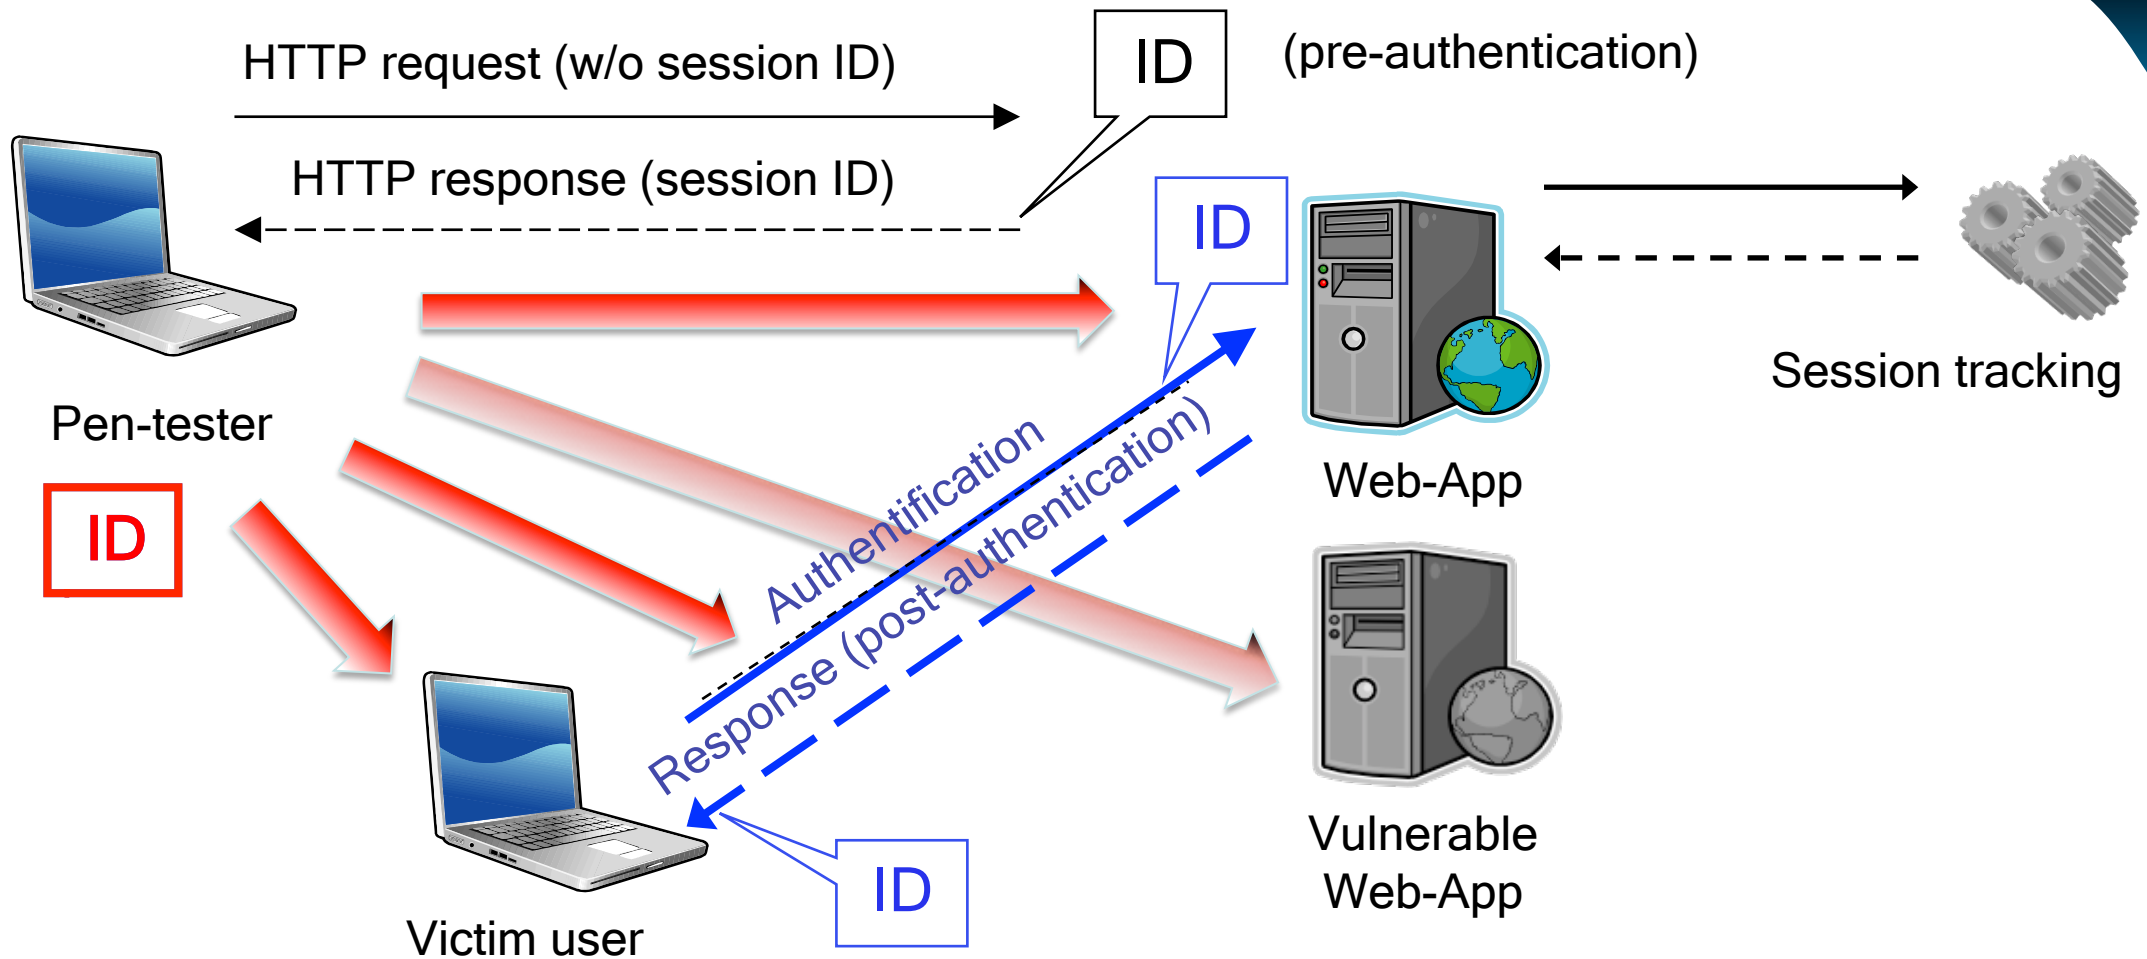 HTTP request (w/o session ID)
ID
(pre-authentication)
HTTP response (session ID)
ID
Session tracking
Pen-tester
ID
Authentification
Response (post-authentication)
Web-App
Vulnerable
Web-App
ID
Victim user